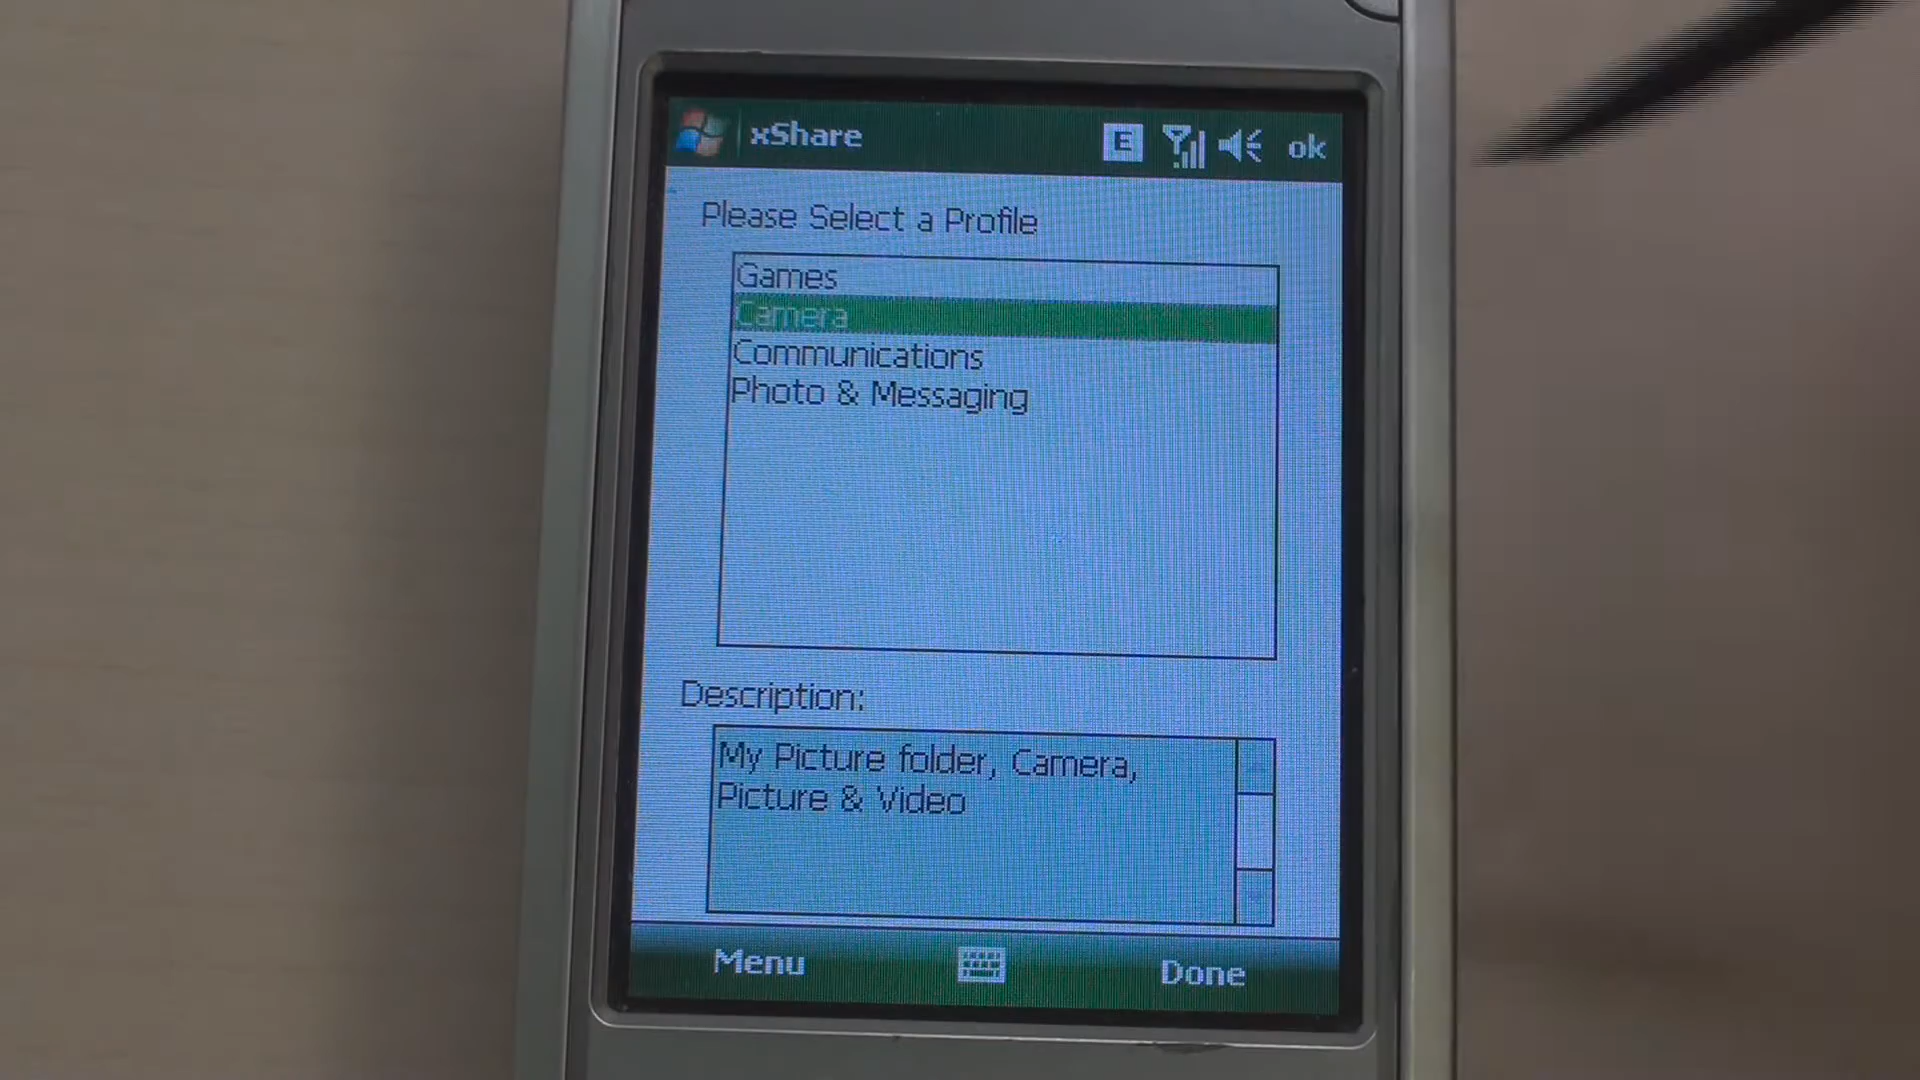 xShare
E
ok
Please Select a Profile
Games
Camera
Communications
Photo & Messaging
Description:
My Picture folder, Camera,
Picture & Video
Menu
Done